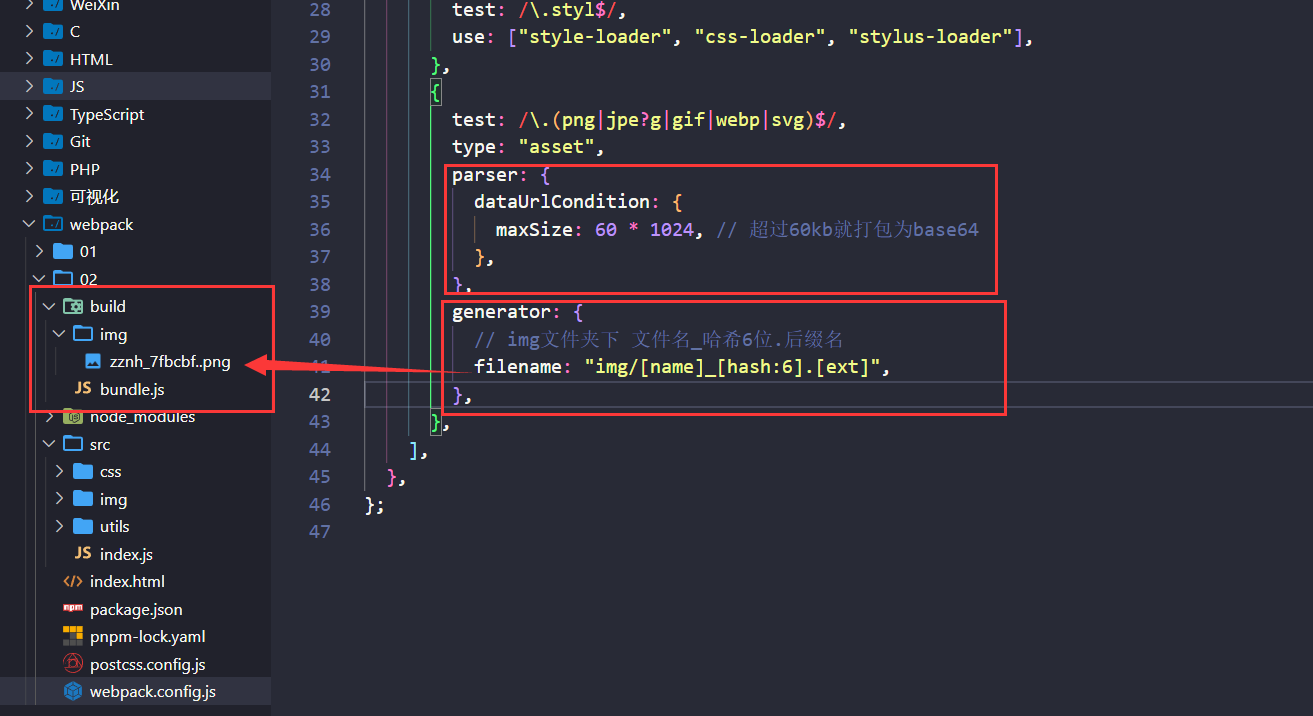 WeiXin
C
HTML
JS
TypeScript
Git
PHP
可视化
webpack
01
02
build
img
zznh_7fbcbf..png
JS bundle.js
node_modules
src
css
img
utils
JS index.js
index.html
package.json
pnpm-lock.yaml
postcss.config.js
webpack.config.js
28 test: /\.styl$/,
29 use: ["style-loader", "css-loader", "stylus-loader"],
30 },
31 {
32 test: /\.(png|jpe?g|gif|webp|svg)$/,
33 type: "asset",
34 parser: {
35 dataUrlCondition: {
36 maxSize: 60 * 1024, // 超过60kb就打包为base64
37 },
38 },
39 generator: {
40 // img文件夹下 文件名_哈希6位.后缀名
41 filename: "img/[name]_[hash:6].[ext]",
42 },
43 },
44 ],
45 },
46 };
47